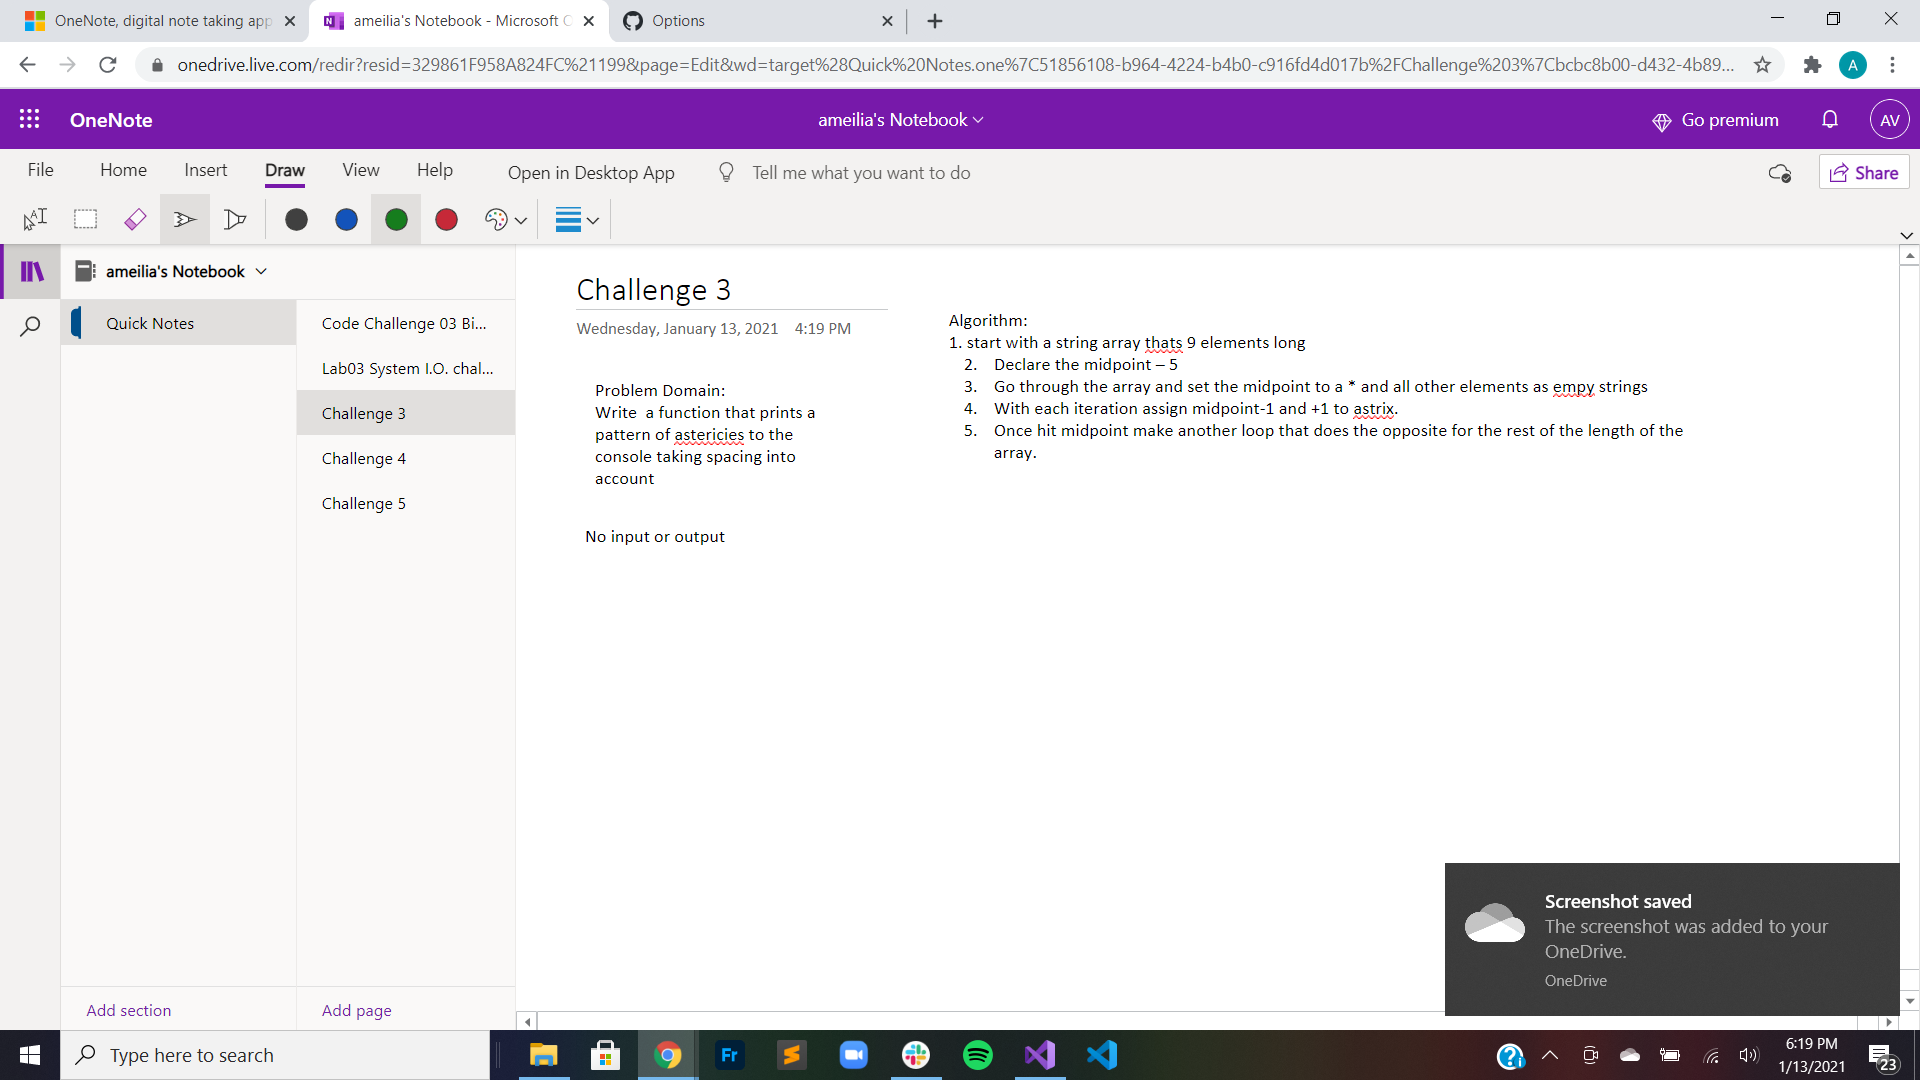 OneNote, digital note taking app
ameilia's Notebook - Microsoft O
Options
onedrive.live.com/redir?resid=329861F958A824FC%21199&page=Edit&wd=target%28Quick%20Notes.one%7C51856108-b964-4224-b4b0-c916fd4d017b%2FChallenge%203%7Cbcbc8b00-d432-4b89...
A
OneNote
ameilia's Notebook
Go premium
AV
File
Home
Insert
Draw
View
Help
Open in Desktop App
Tell me what you want to do
Share
ameilia's Notebook
Quick Notes
Code Challenge 03 Bi...
Lab03 System I.O. chal...
Challenge 3
Challenge 4
Challenge 5
Add section
Add page
Challenge 3
Wednesday, January 13, 2021 4:19 PM
Problem Domain:
Write  a function that prints a
pattern of astericies to the
console taking spacing into
account
No input or output
Algorithm:
1. start with a string array thats 9 elements long
2. Declare the midpoint – 5
3. Go through the array and set the midpoint to a * and all other elements as empy strings
4. With each iteration assign midpoint-1 and +1 to astrix.
5. Once hit midpoint make another loop that does the opposite for the rest of the length of the
array.
Screenshot saved
The screenshot was added to your
OneDrive.
OneDrive
Type here to search
Fr
6:19 PM
1/13/2021
23